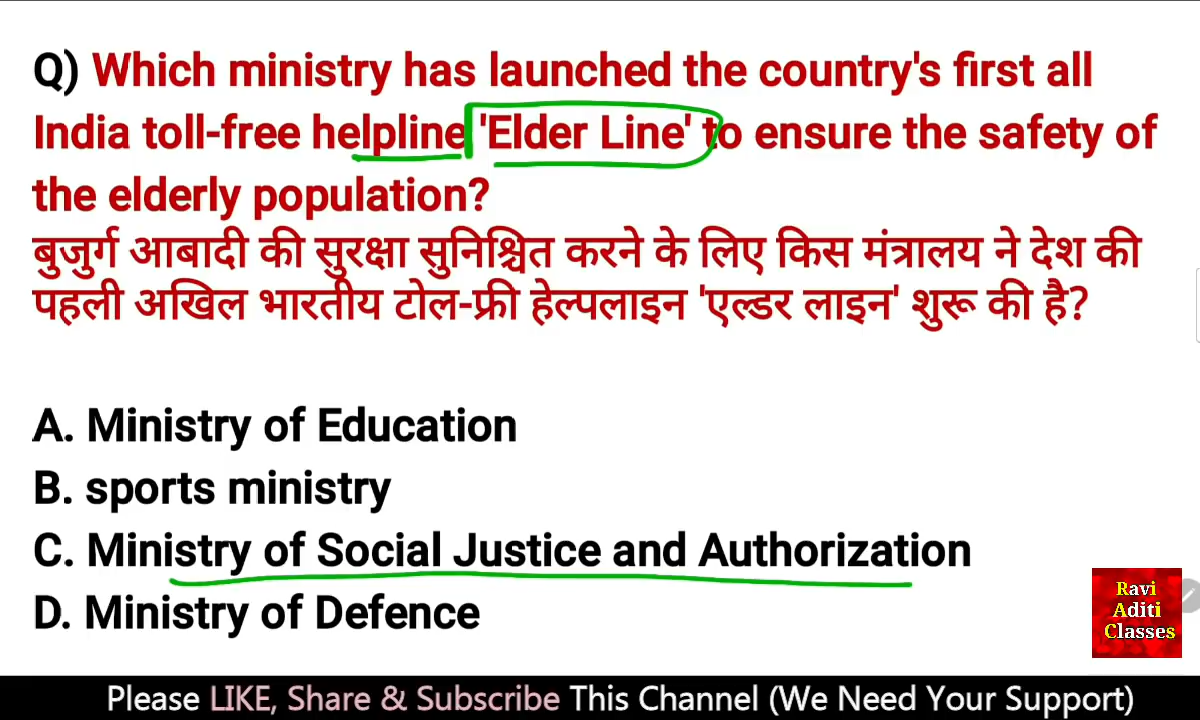 Q) Which ministry has launched the country's first all
India toll-free helpline 'Elder Line' to ensure the safety of
the elderly population?
बुजुर्ग आबादी की सुरक्षा सुनिश्चित करने के लिए किस मंत्रालय ने देश की
पहली अखिल भारतीय टोल-फ्री हेल्पलाइन 'एल्डर लाइन' शुरू की है?
A. Ministry of Education
B. sports ministry
C. Ministry of Social Justice and Authorization
D. Ministry of Defence
Ravi
Aditi
Classes
Please LIKE, Share & Subscribe This Channel (We Need Your Support)